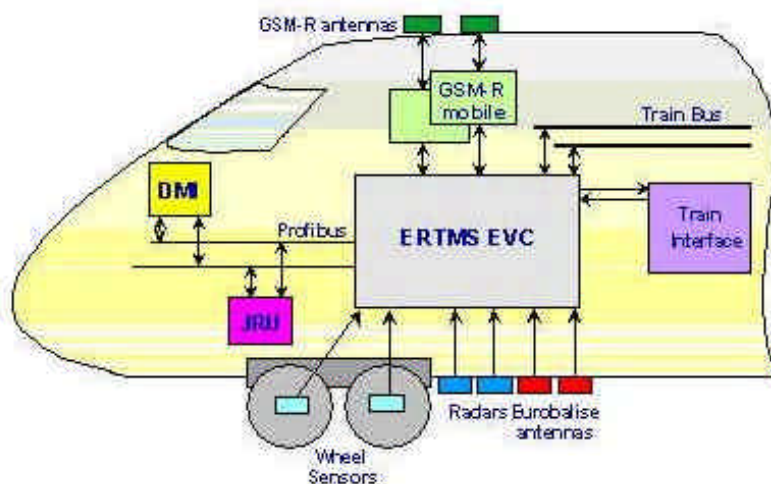 GSM-R antennas
GSM-R
mobile
Train Bus
DMI
Profibus
ERTMS EVC
Train
Interface
JRU
Radars Eurobalise
antennas
Wheel
Sensors